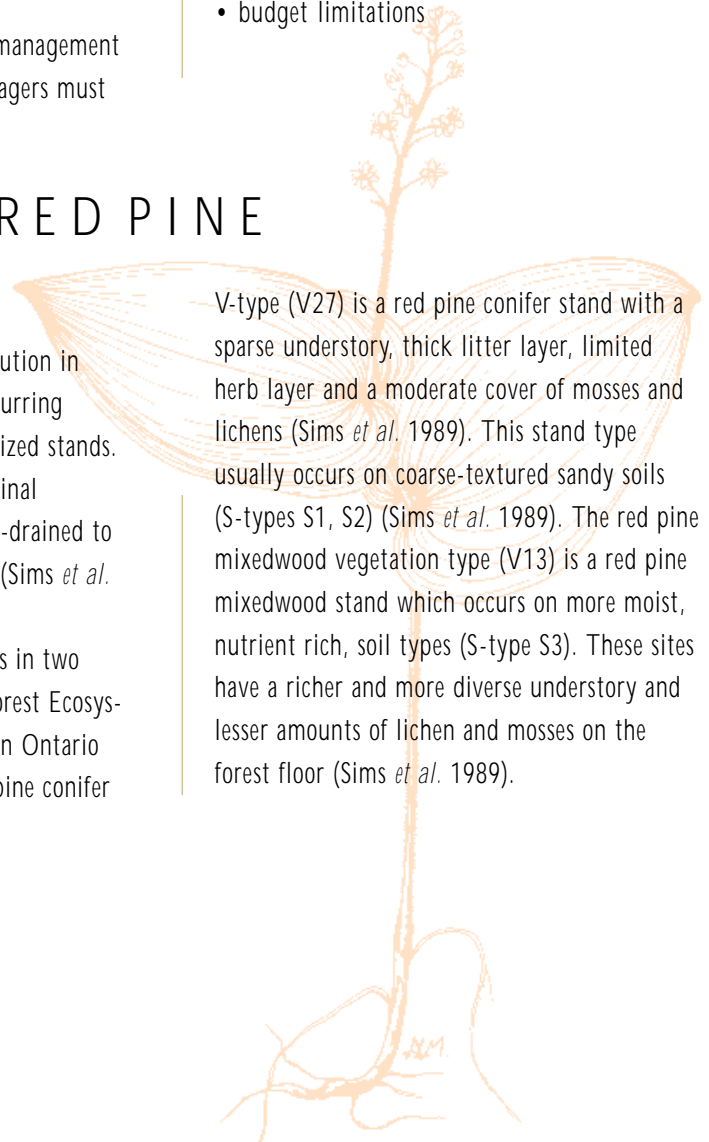 management
agers must
• budget limitations
RED PINE
ution in
urring
ized stands.
inal
-drained to
(Sims et al.
s in two
orest Ecosys-
n Ontario
pine conifer
V-type (V27) is a red pine conifer stand with a
sparse understory, thick litter layer, limited
herb layer and a moderate cover of mosses and
lichens (Sims et al. 1989). This stand type
usually occurs on coarse-textured sandy soils
(S-types S1, S2) (Sims et al. 1989). The red pine
mixedwood vegetation type (V13) is a red pine
mixedwood stand which occurs on more moist,
nutrient rich, soil types (S-type S3). These sites
have a richer and more diverse understory and
lesser amounts of lichen and mosses on the
forest floor (Sims et al. 1989).